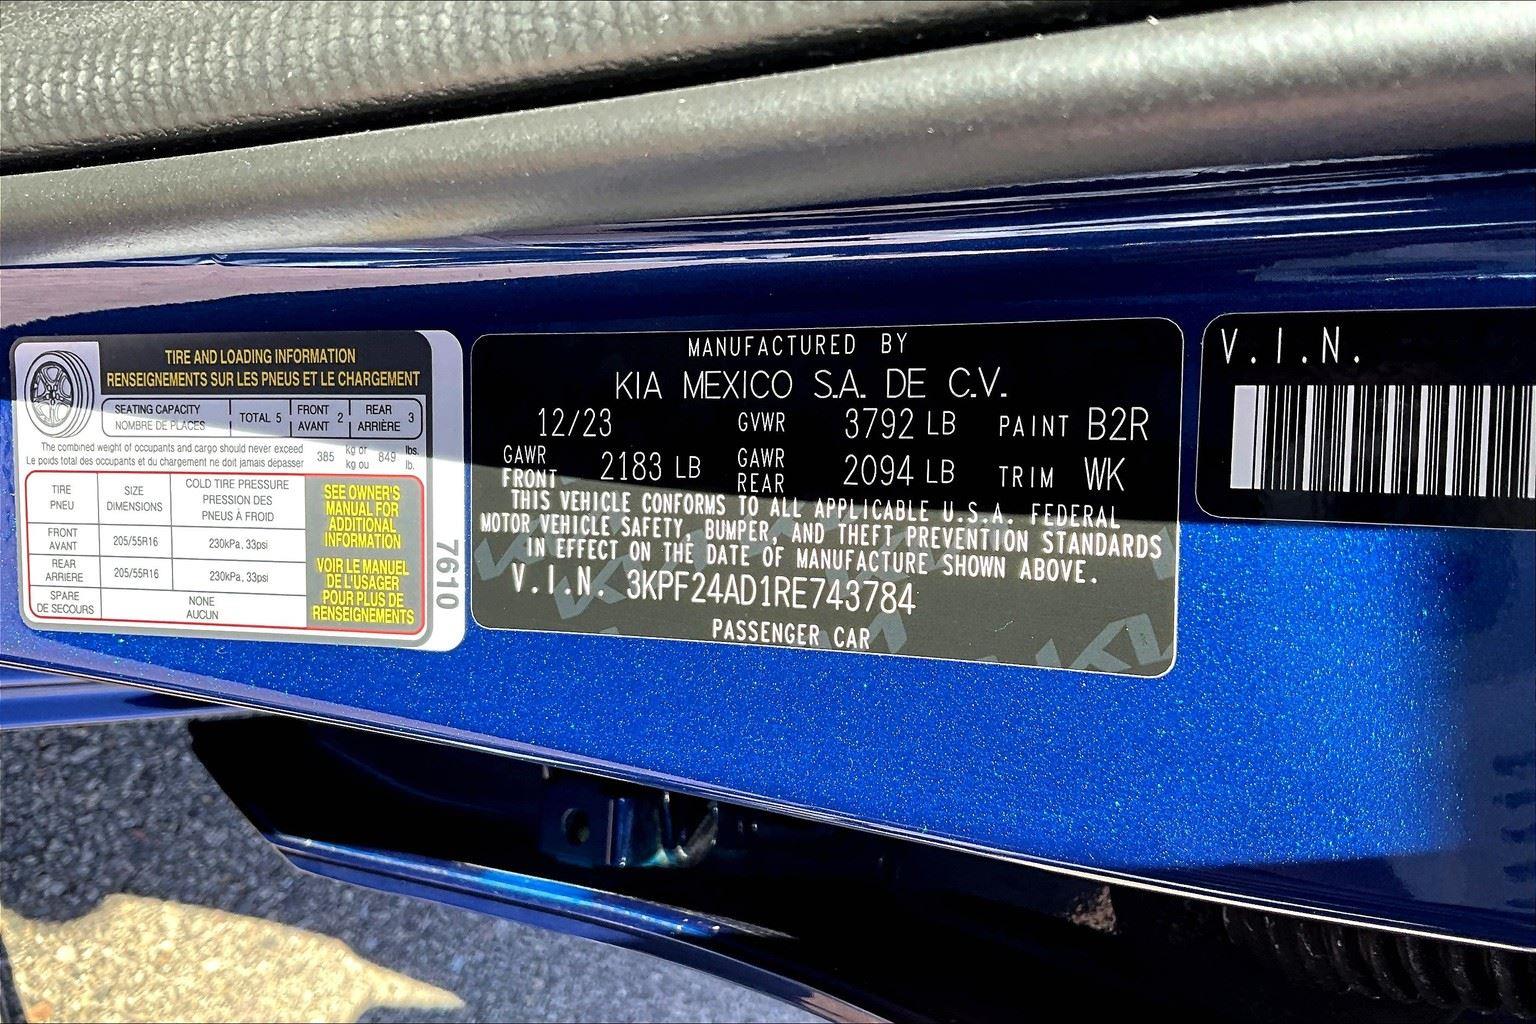 TIRE AND LOADING INFORMATION
RENSEIGNEMENTS SUR LES PNEUS ET LE CHARGEMENT
SEATING CAPACITY
NOMBRE DE PLACES
TOTAL 5
FRONT
AVANT 2
REAR
ARRIÈRE 3
The combined weight of occupants and cargo should never exceed
Le poids total des occupants et du chargement ne doit jamais dépasser
385
kg or
kg ou
849
lbs.
lb.
TIRE
PNEU
SIZE
DIMENSIONS
COLD TIRE PRESSURE
PRESSION DES
PNEUS À FROID
FRONT
AVANT
205/55R16
230kPa, 33psi
REAR
ARRIÈRE
205/55R16
230kPa, 33psi
SPARE
DE SECOURS
NONE
AUCUN
SEE OWNER'S
MANUAL FOR
ADDITIONAL
INFORMATION
VOIR LE MANUEL
DE L'USAGER
POUR PLUS DE
RENSEIGNEMENTS
7610
MANUFACTURED BY
KIA MEXICO S.A. DE C.V.
12/23 GVWR 3792 LB PAINT B2R
GAWR
FRONT 2183 LB
GAWR
REAR 2094 LB TRIM WK
THIS VEHICLE CONFORMS TO ALL APPLICABLE U.S.A. FEDERAL
MOTOR VEHICLE SAFETY, BUMPER, AND THEFT PREVENTION STANDARDS
IN EFFECT ON THE DATE OF MANUFACTURE SHOWN ABOVE.
V.I.N. 3KPF24AD1RE743784
PASSENGER CAR
V.I.N.